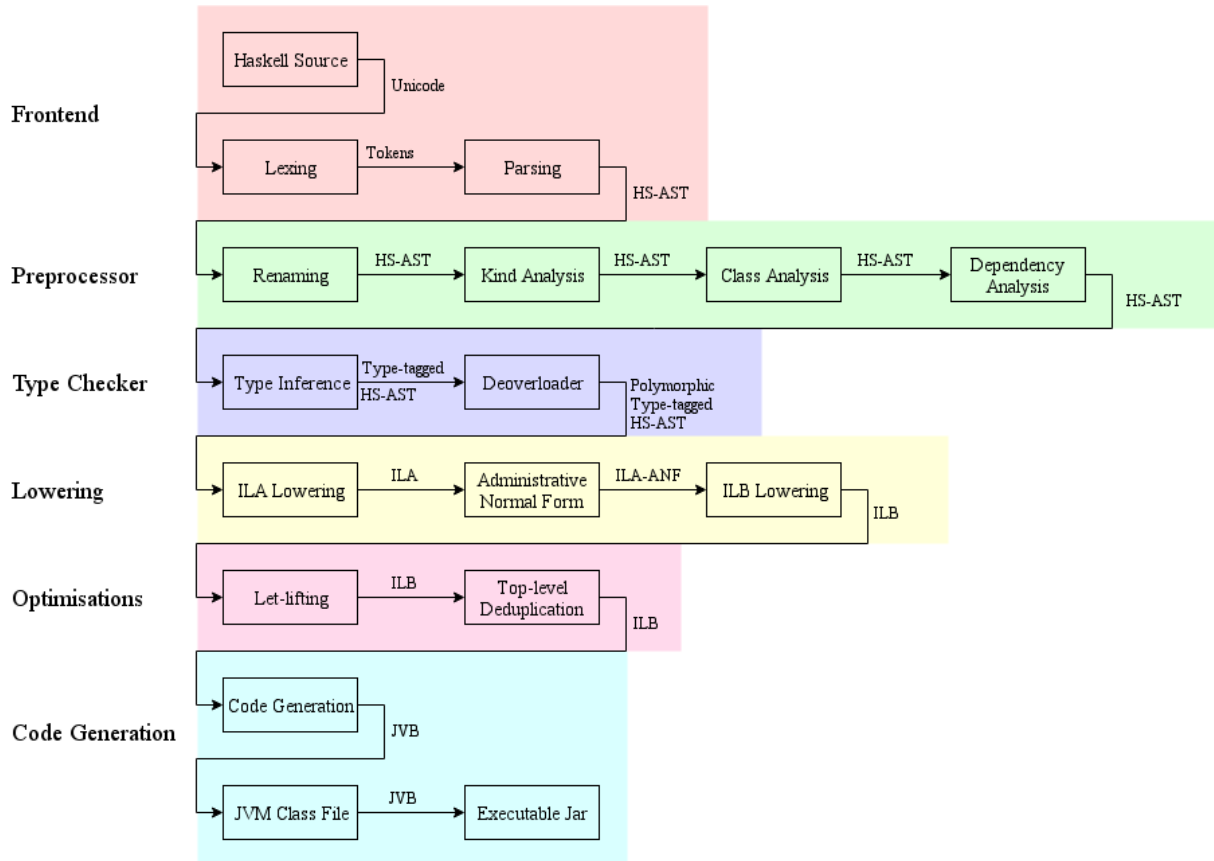 Haskell Source
Unicode
Frontend
Lexing
Tokens
Parsing
HS-AST
Preprocessor
Renaming
HS-AST
Kind Analysis
HS-AST
Class Analysis
HS-AST
Dependency
Analysis
HS-AST
Type Checker
Type Inference
Type-tagged
HS-AST
Deoverloader
Polymorphic
Type-tagged
HS-AST
Lowering
ILA Lowering
ILA
Administrative
Normal Form
ILA-ANF
ILB Lowering
ILB
Optimisations
Let-lifting
ILB
Top-level
Deduplication
ILB
Code Generation
Code Generation
JVB
JVM Class File
JVB
Executable Jar